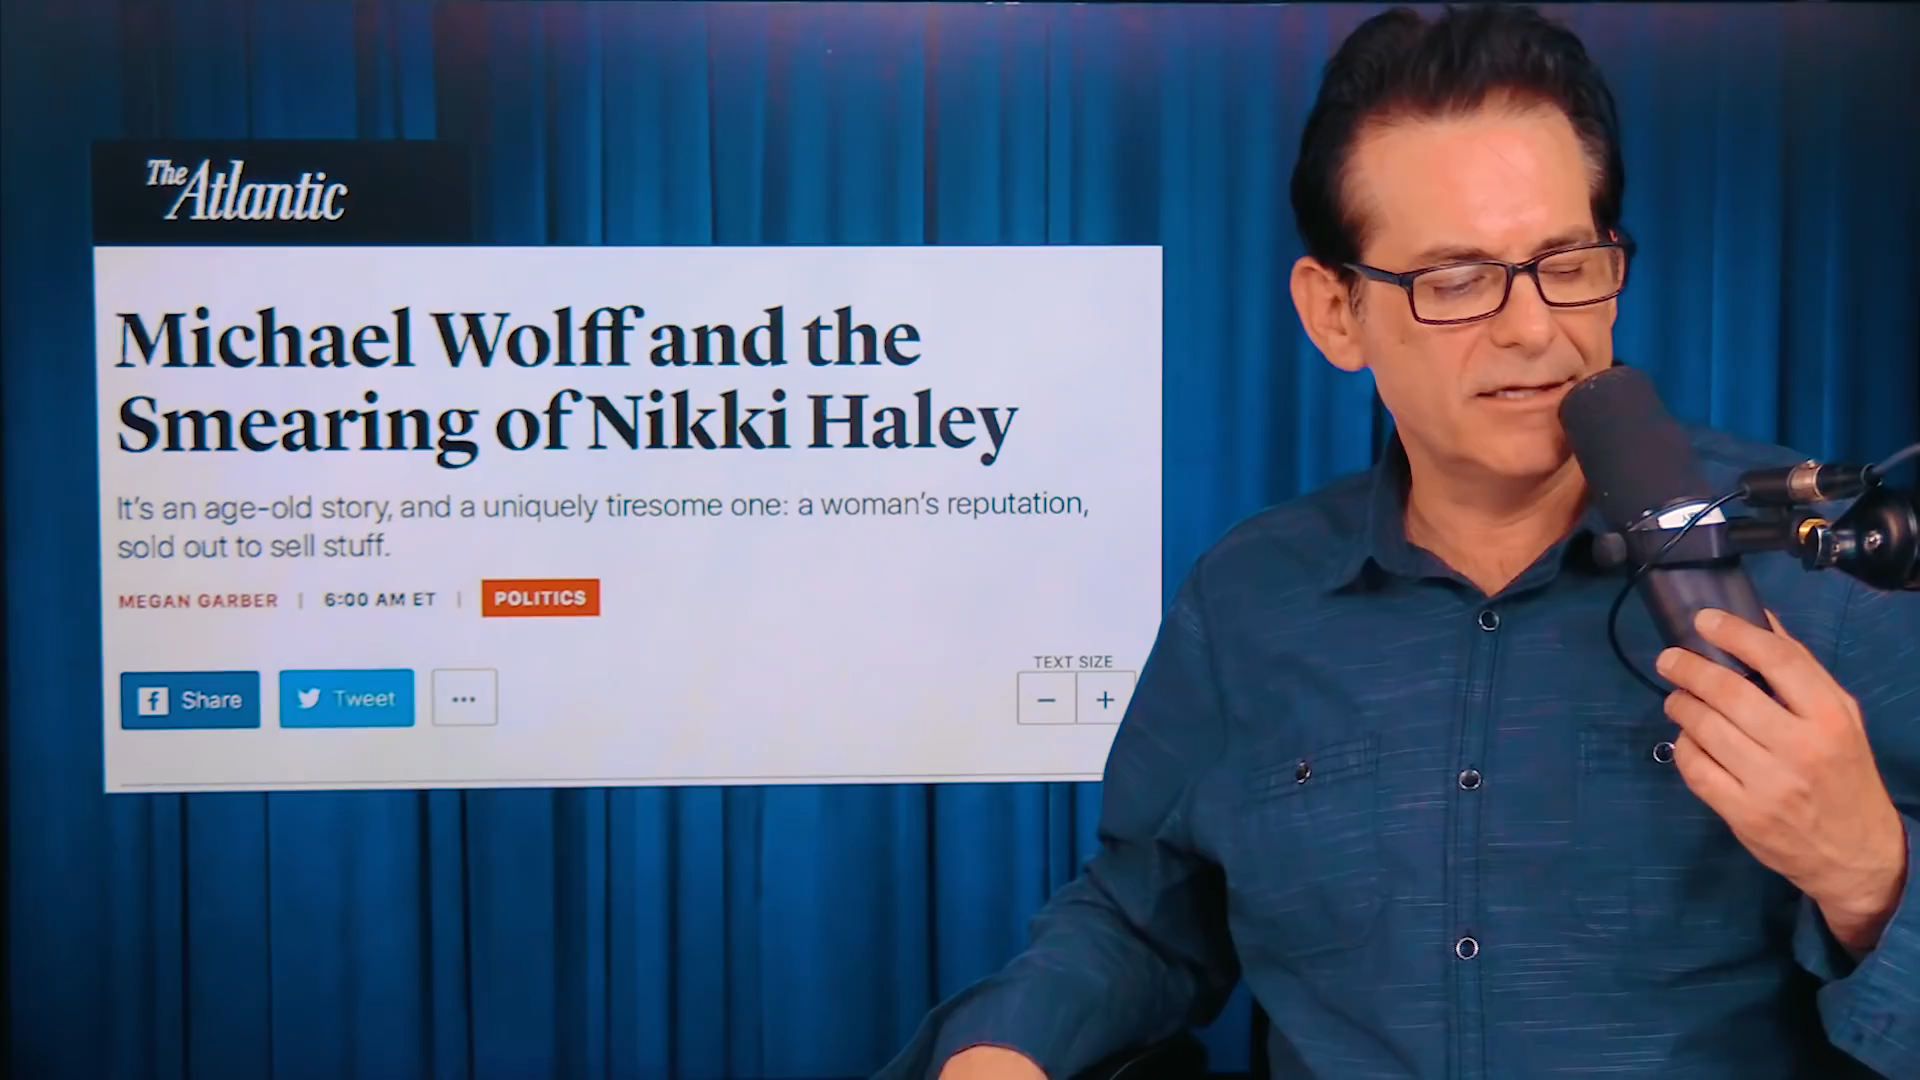 The Atlantic
Michael Wolff and the
Smearing of Nikki Haley
It's an age-old story, and a uniquely tiresome one: a woman's reputation,
sold out to sell stuff.
MEGAN GARBER | 6:00 AM ET | POLITICS
f Share Tweet ...
TEXT SIZE
− +